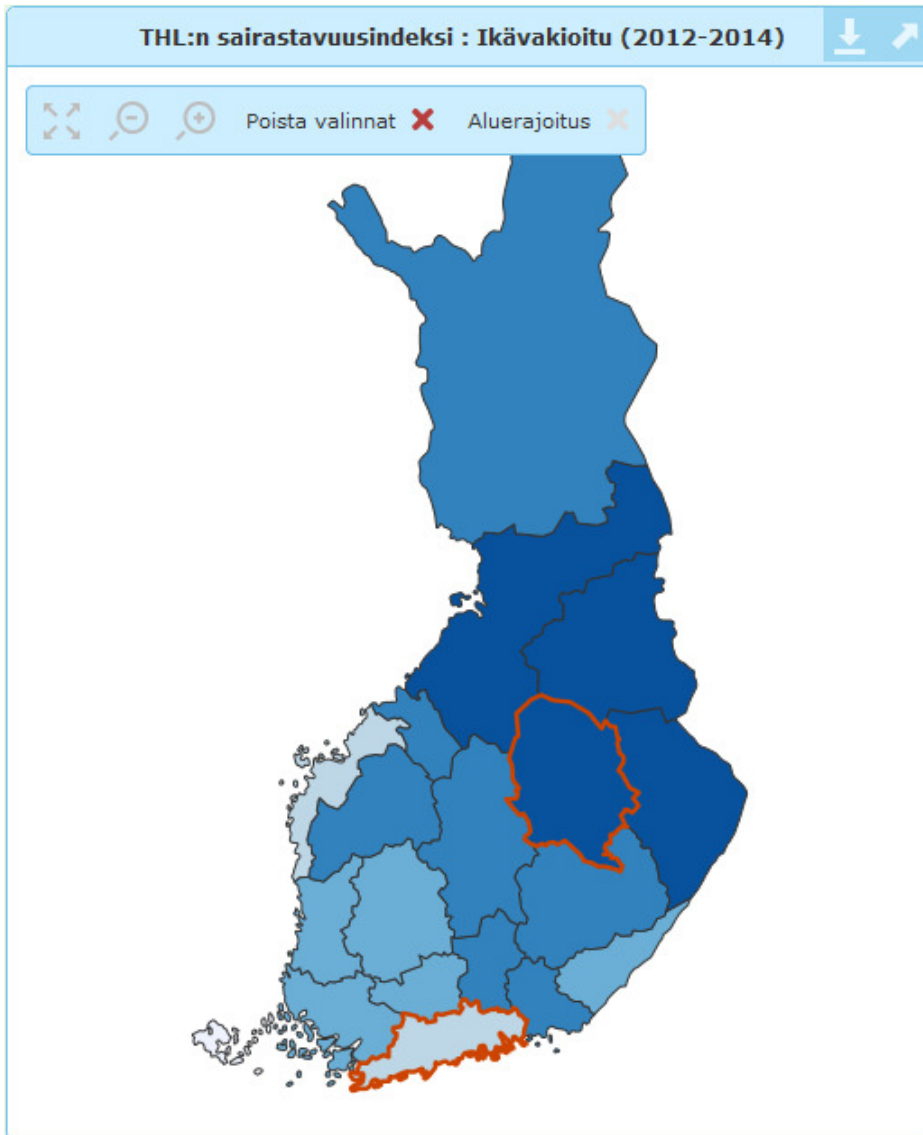 THL:n sairastavuusindeksi : Ikävakioitu (2012-2014)
Poista valinnat Aluerajoitus